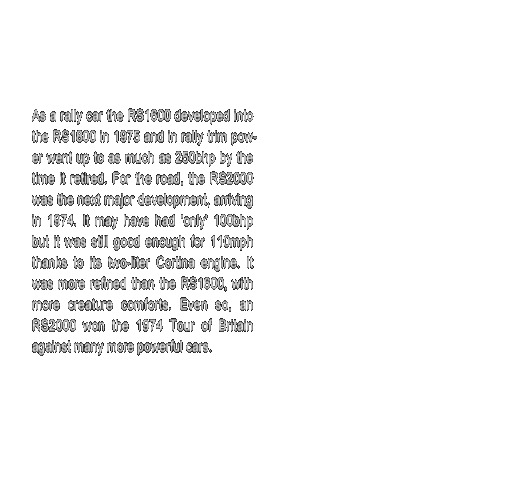 As a rally car the RS1600 developed into
the RS1800 in 1975 and in rally trim pow-
er went up to as much as 250bhp by the
time it retired. For the road, the RS2000
was the next major development, arriving
in 1974. It may have had 'only' 100bhp
but it was still good enough for 110mph
thanks to its two-liter Cortina engine. It
was more refined than the RS1600, with
more creature comforts. Even so, an
RS2000 won the 1974 Tour of Britain
against many more powerful cars.